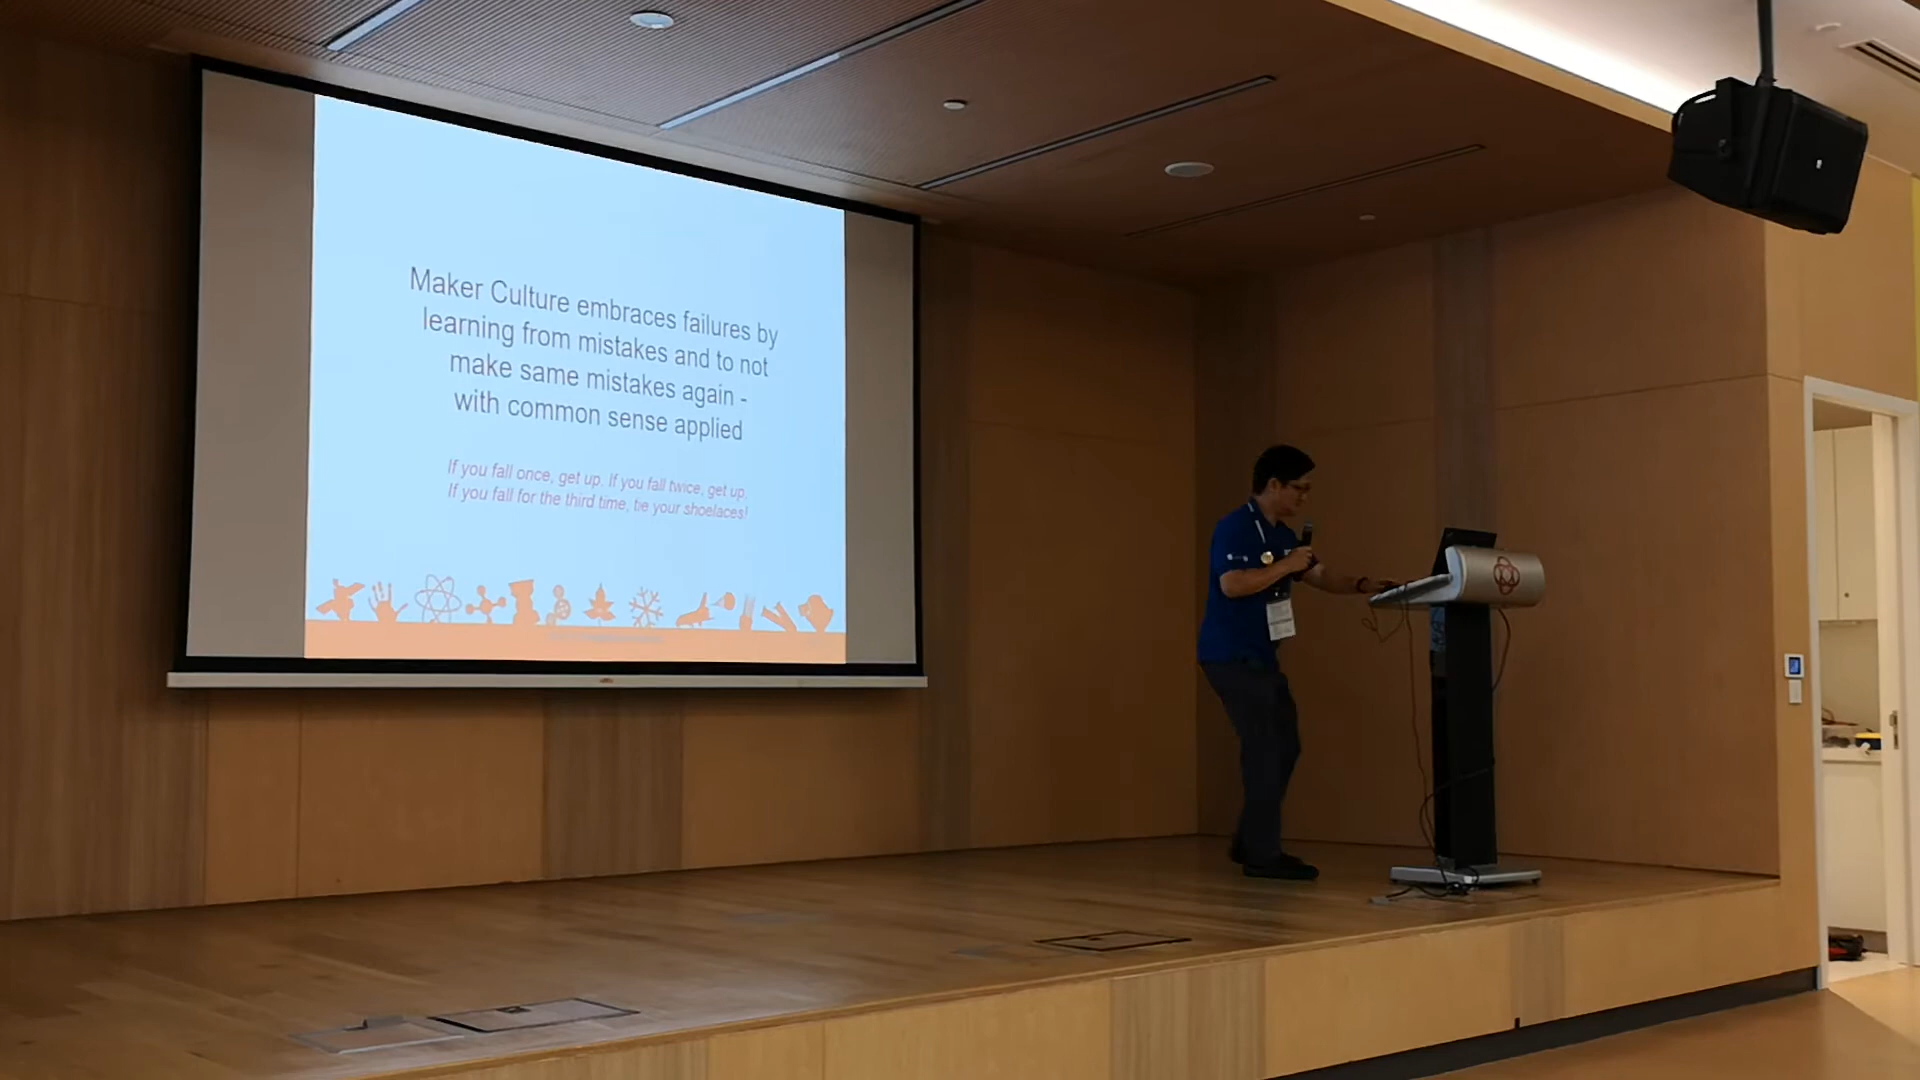 Maker Culture embraces failures by
learning from mistakes and to not
make same mistakes again -
with common sense applied
If you fall once, get up. If you fall twice, get up.
If you fall for the third time, tie your shoelaces!